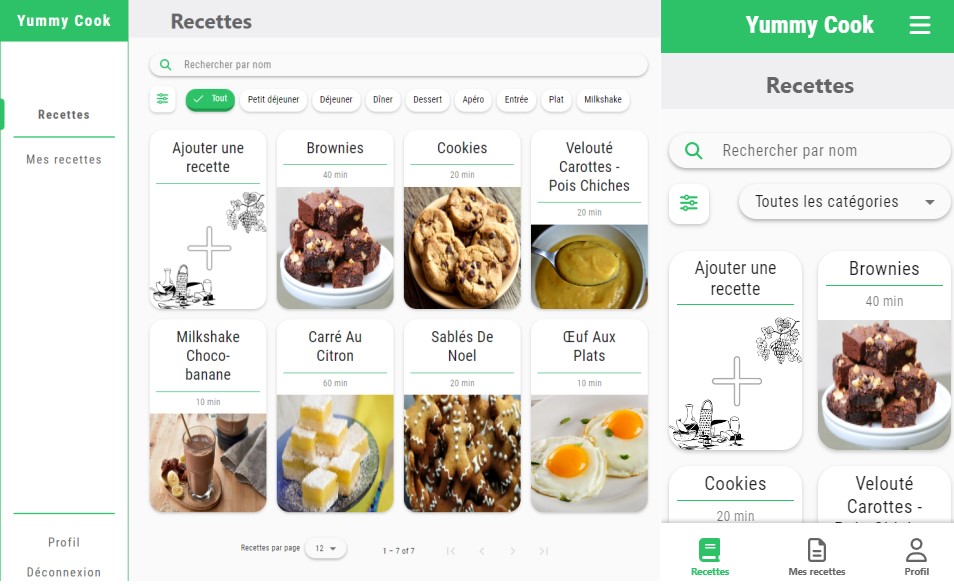 Yummy Cook
Recettes
Mes recettes
Profil
Déconnexion
Recettes
Rechercher par nom
Tout
Petit déjeuner
Déjeuner
Dîner
Dessert
Apéro
Entrée
Plat
Milkshake
Ajouter une
recette
Brownies
40 min
Cookies
20 min
Velouté
Carottes -
Pois Chiches
20 min
Milkshake
Choco-
banane
10 min
Carré Au
Citron
60 min
Sablés De
Noel
20 min
Œuf Aux
Plats
10 min
Recettes par page
12
1 – 7 of 7
Yummy Cook
Recettes
Rechercher par nom
Toutes les catégories
Ajouter une
recette
Brownies
40 min
Cookies
20 min
Velouté
Carottes -
Recettes
Mes recettes
Profil